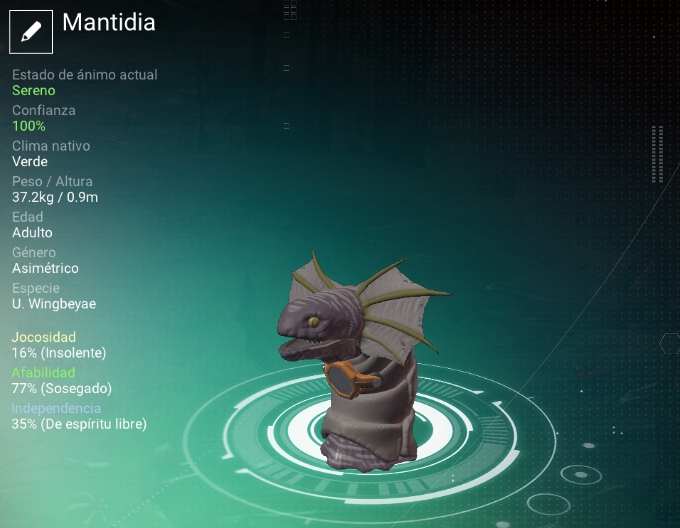 Mantidia
Estado de ánimo actual
Sereno
Confianza
100%
Clima nativo
Verde
Peso / Altura
37.2kg / 0.9m
Edad
Adulto
Género
Asimétrico
Especie
U. Wingbeyae
Jocosidad
16% (Insolente)
Afabilidad
77% (Sosegado)
Independencia
35% (De espíritu libre)